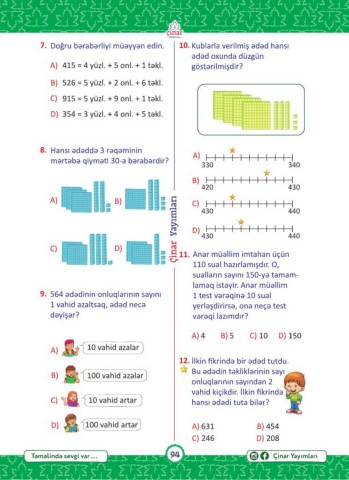 çinar
7. Doğru bərabərliyi müəyyən edin.
A) 415 = 4 yüzl. + 5 onl. + 1 təkl.
B) 526 = 5 yüzl. + 2 onl. + 6 təkl.
C) 915 = 5 yüzl. + 9 onl. + 1 təkl.
D) 354 = 3 yüzl. + 4 onl. + 5 təkl.
8. Hansı ədəddə 3 rəqəminin
mərtəbə qiyməti 30-a bərabərdir?
A)
B)
C)
D)
9. 564 ədədinin onluqlarının sayını
1 vahid azaltsaq, ədəd necə
dəyişər?
A) 10 vahid azalar
B) 100 vahid azalar
C) 10 vahid artar
D) 100 vahid artar
Çinar Yayımları
10. Kublarla verilmiş ədəd hansı
ədəd oxunda düzgün
göstərilmişdir?
A)
330 340
B)
420 430
C)
430 440
D)
430 440
11. Anar müəllim imtahan üçün
110 sual hazırlamışdır. O,
sualların sayını 150-yə tamam-
lamaq istəyir. Anar müəllim
1 test vərəqinə 10 sual
yerləşdirirsə, ona neçə test
vərəqi lazımdır?
A) 4 B) 5 C) 10 D) 150
12. İlkin fikrində bir ədəd tutdu.
Bu ədədin təkliklərinin sayı
onluqlarının sayından 2
vahid kiçikdir. İlkin fikrində
hansı ədədi tuta bilər?
A) 631 B) 454
C) 246 D) 208
Təməlində sevgi var ...
94
Çinar Yayımları